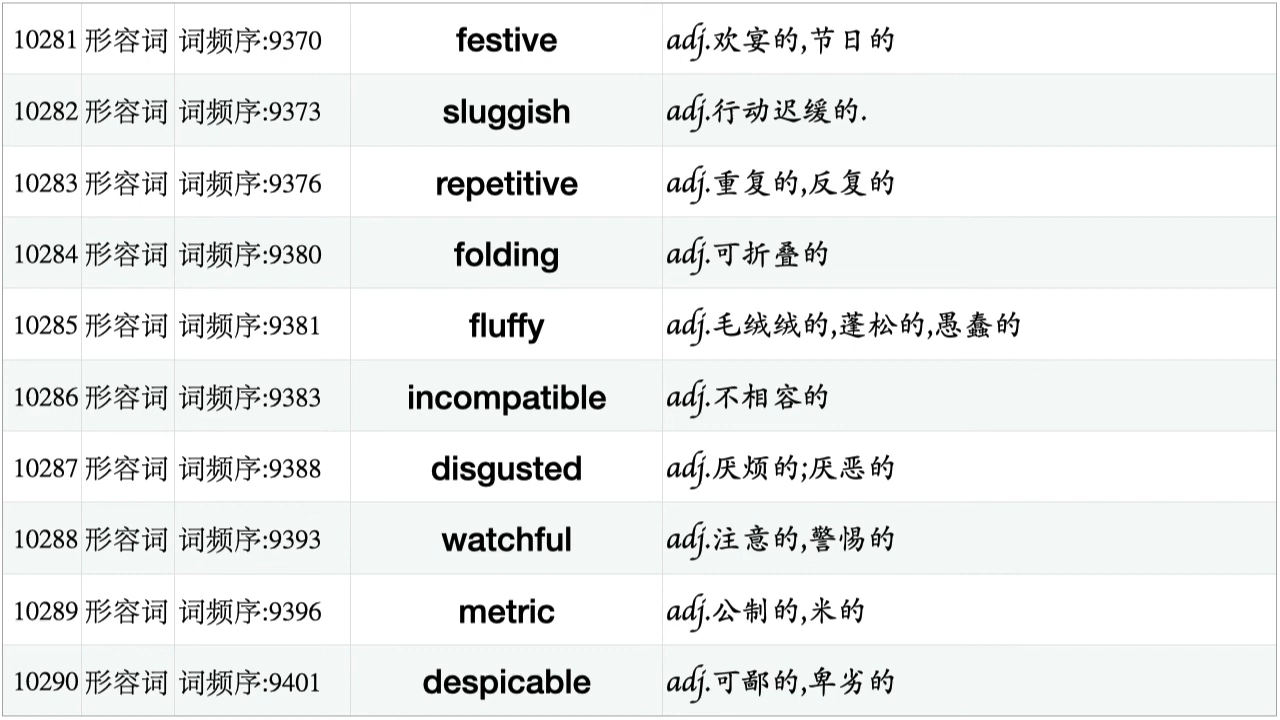 10281 形容词 词频序:9370 festive adj.欢宴的,节日的
10282 形容词 词频序:9373 sluggish adj.行动迟缓的.
10283 形容词 词频序:9376 repetitive adj.重复的,反复的
10284 形容词 词频序:9380 folding adj.可折叠的
10285 形容词 词频序:9381 fluffy adj.毛绒绒的,蓬松的,愚蠢的
10286 形容词 词频序:9383 incompatible adj.不相容的
10287 形容词 词频序:9388 disgusted adj.厌烦的;厌恶的
10288 形容词 词频序:9393 watchful adj.注意的,警惕的
10289 形容词 词频序:9396 metric adj.公制的,米的
10290 形容词 词频序:9401 despicable adj.可鄙的,卑劣的